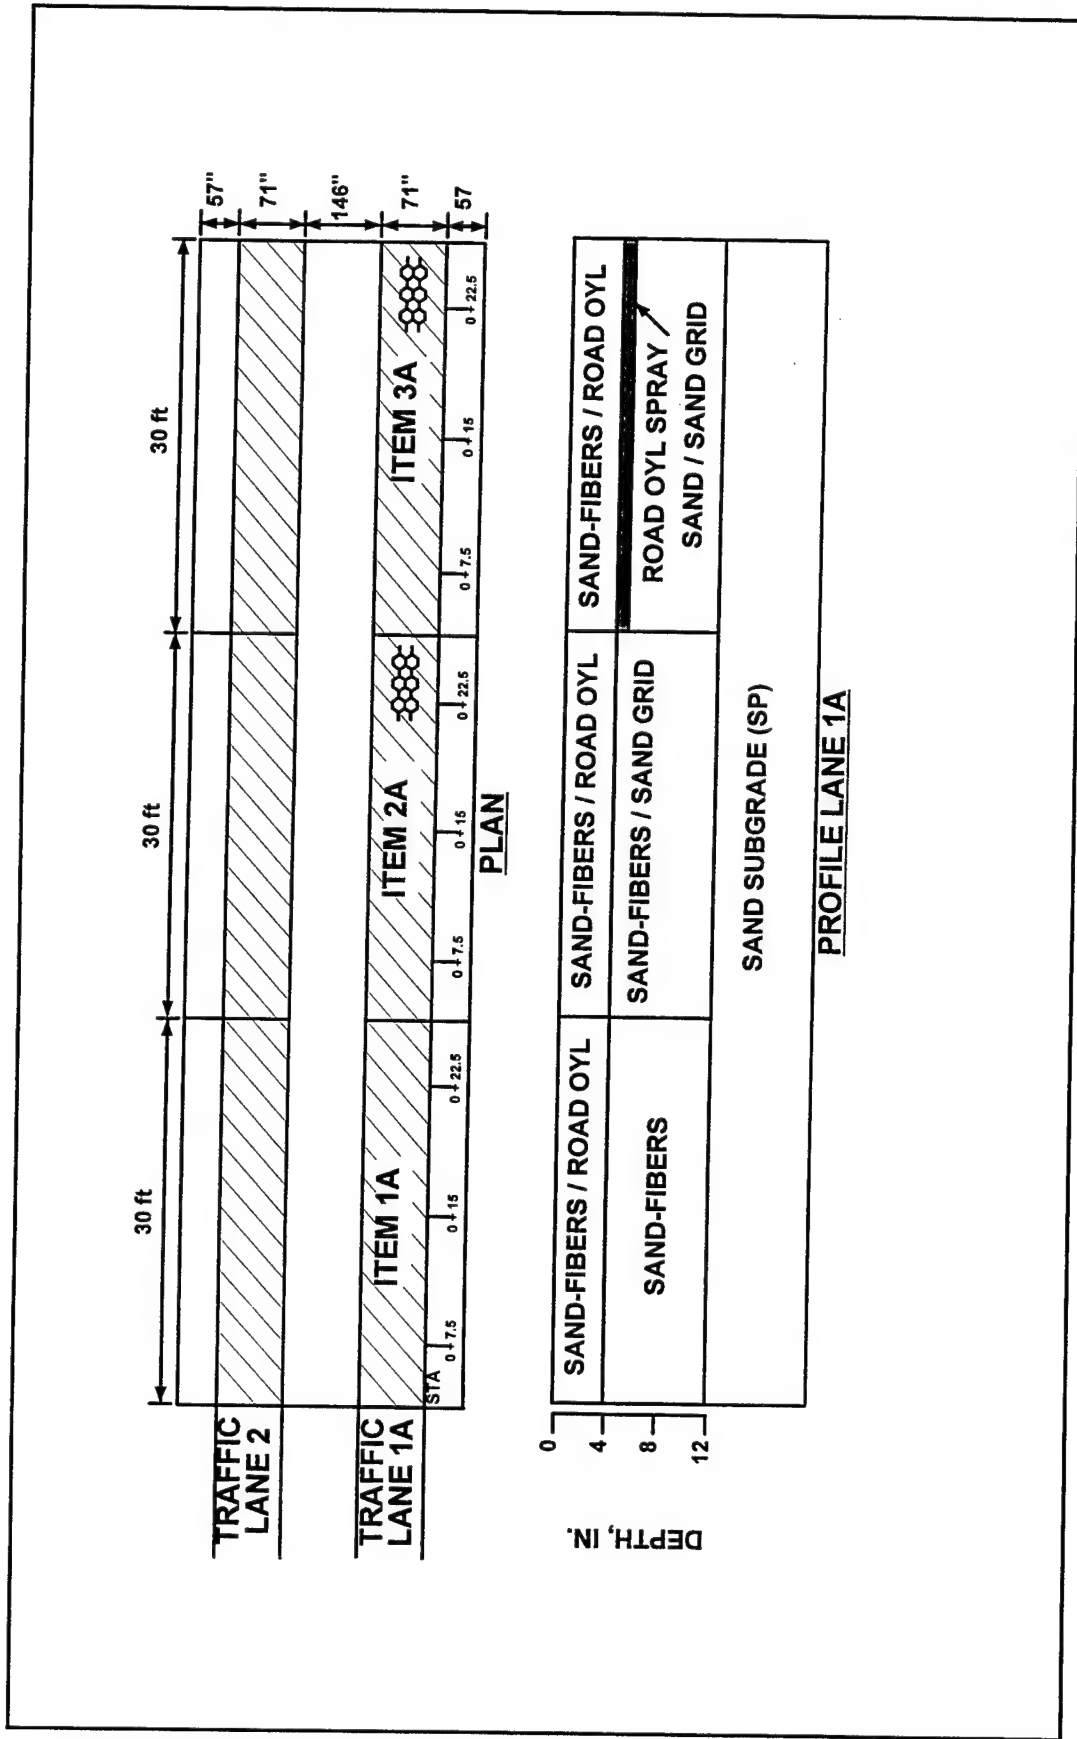 30 ft
30 ft
30 ft
57"
71"
146"
71"
57
TRAFFIC
LANE 2
TRAFFIC
LANE 1A
ITEM 1A
ITEM 2A
ITEM 3A
STA
0+7.5
0+15
0+22.5
0+7.5
0+15
0+22.5
0+7.5
0+15
0+22.5
PLAN
DEPTH, IN.
0
4
8
12
SAND-FIBERS / ROAD OYL
SAND-FIBERS / ROAD OYL
SAND-FIBERS / ROAD OYL
SAND-FIBERS
SAND-FIBERS / SAND GRID
ROAD OYL SPRAY
SAND / SAND GRID
SAND SUBGRADE (SP)
PROFILE LANE 1A